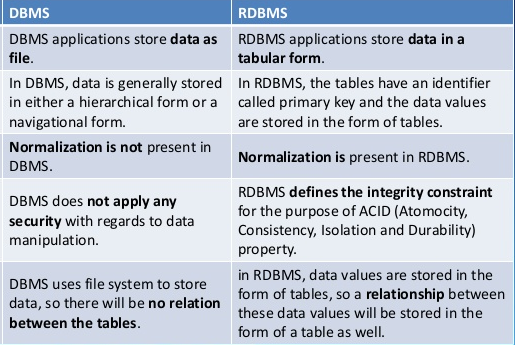 DBMS
RDBMS
DBMS applications store data as
file.
RDBMS applications store data in a
tabular form.
In DBMS, data is generally stored
in either a hierarchical form or a
navigational form.
In RDBMS, the tables have an identifier
called primary key and the data values
are stored in the form of tables.
Normalization is not present in
DBMS.
Normalization is present in RDBMS.
DBMS does not apply any
security with regards to data
manipulation.
RDBMS defines the integrity constraint
for the purpose of ACID (Atomocity,
Consistency, Isolation and Durability)
property.
DBMS uses file system to store
data, so there will be no relation
between the tables.
in RDBMS, data values are stored in the
form of tables, so a relationship between
these data values will be stored in the
form of a table as well.